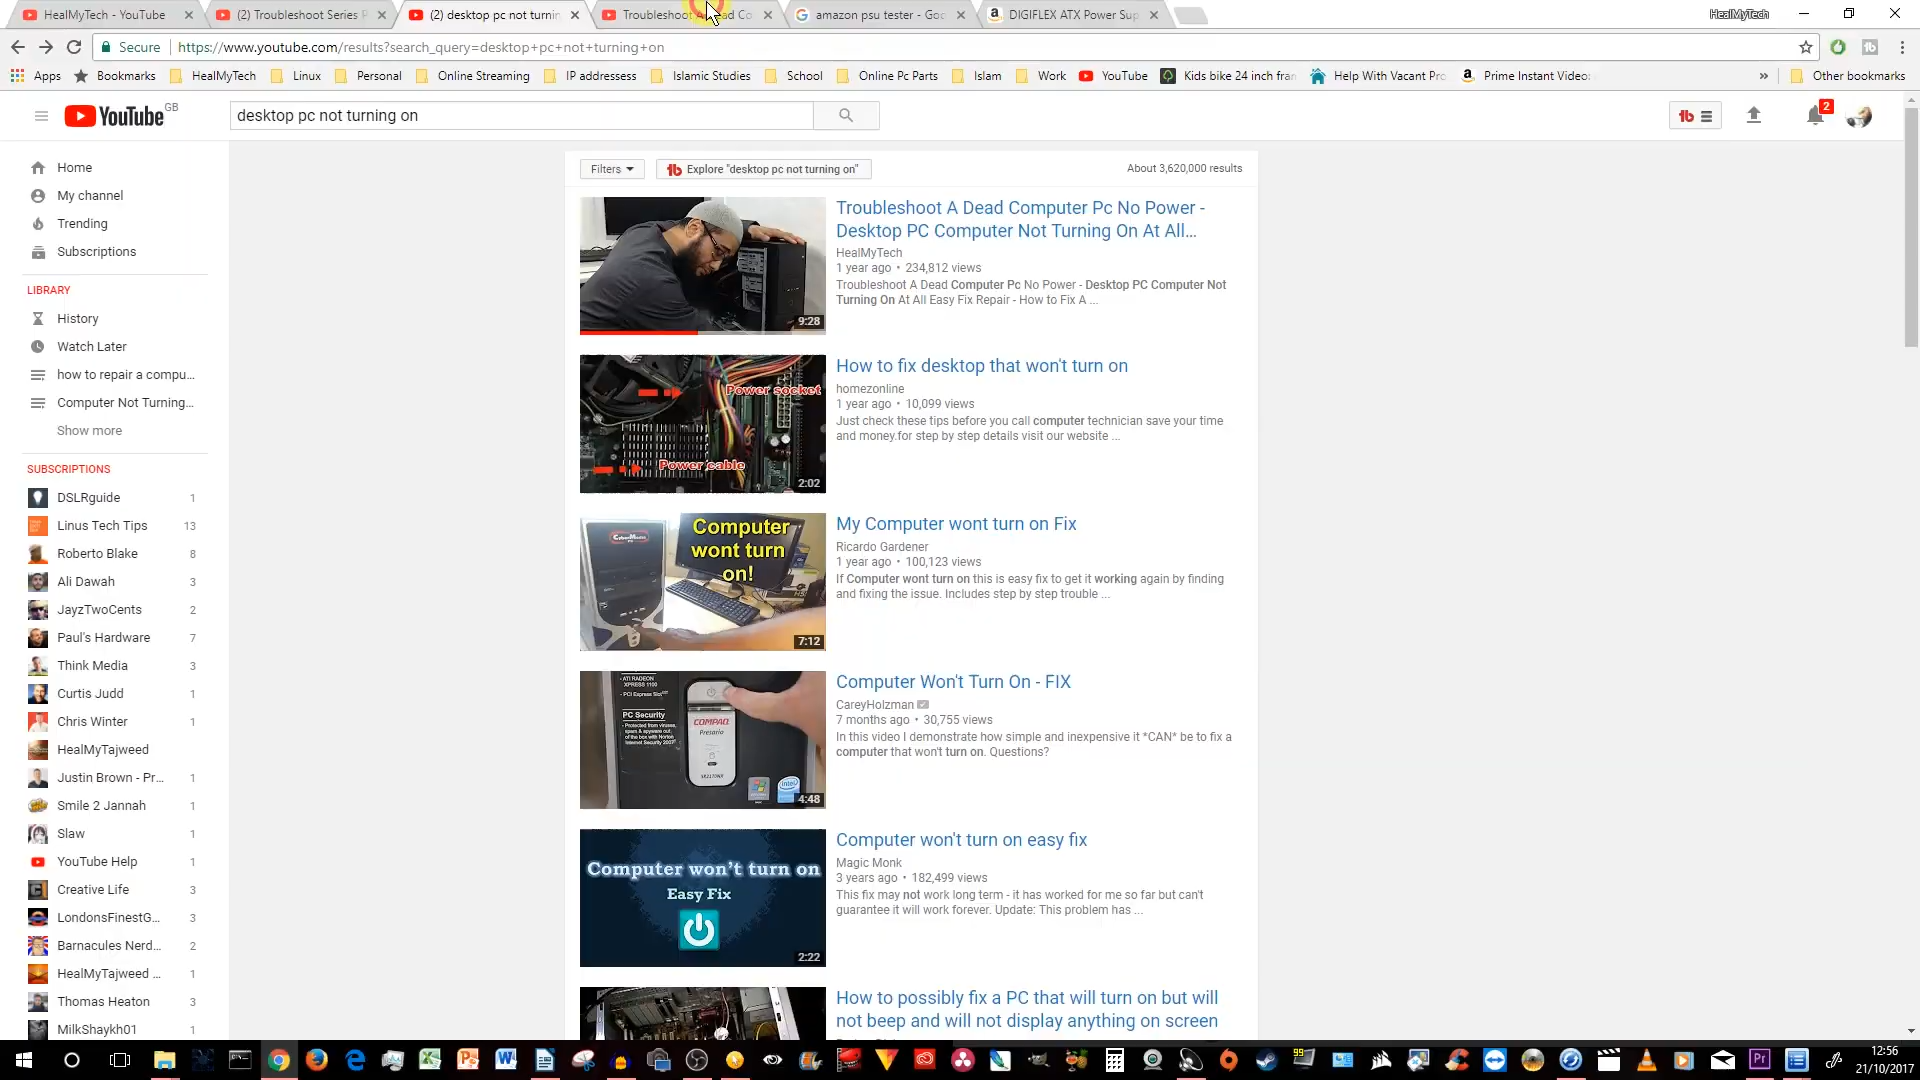 HealMyTech - YouTube
(2) Troubleshoot Series P
(2) desktop pc not turnin
Troubleshoot
amazon psu tester - Goo
DIGIFLEX ATX Power Sup
HealMyTech
Secure https://www.youtube.com/results?search_query=desktop+pc+not+turning+on
Apps Bookmarks HealMyTech Linux Personal Online Streaming IP addressess Islamic Studies School Online Pc Parts Islam Work YouTube Kids bike 24 inch fra Help With Vacant Pro Prime Instant Video: » Other bookmarks
YouTube GB
desktop pc not turning on
2
Home
My channel
Trending
Subscriptions
LIBRARY
History
Watch Later
how to repair a compu...
Computer Not Turning...
Show more
SUBSCRIPTIONS
DSLRguide 1
Linus Tech Tips 13
Roberto Blake 8
Ali Dawah 3
JayzTwoCents 2
Paul's Hardware 7
Think Media 3
Curtis Judd 1
Chris Winter 1
HealMyTajweed
Justin Brown - Pr... 1
Smile 2 Jannah 1
Slaw 1
YouTube Help 1
Creative Life 3
LondonsFinestG... 3
Barnacules Nerd... 2
HealMyTajweed ... 1
Thomas Heaton 3
MilkShaykh01 1
Filters
Explore "desktop pc not turning on"
About 3,620,000 results
9:28
Troubleshoot A Dead Computer Pc No Power -
Desktop PC Computer Not Turning On At All...
HealMyTech
1 year ago • 234,812 views
Troubleshoot A Dead Computer Pc No Power - Desktop PC Computer Not
Turning On At All Easy Fix Repair - How to Fix A ...
Power socket
Power cable
2:02
How to fix desktop that won't turn on
homezonline
1 year ago • 10,099 views
Just check these tips before you call computer technician save your time
and money.for step by step details visit our website ...
Computer
wont turn
on!
7:12
My Computer wont turn on Fix
Ricardo Gardener
1 year ago • 100,123 views
If Computer wont turn on this is easy fix to get it working again by finding
and fixing the issue. Includes step by step trouble ...
ATI RADEON
XPRESS 1100
PC Security
COMPAQ
Presario
intel
4:48
Computer Won't Turn On - FIX
CareyHolzman
7 months ago • 30,755 views
In this video I demonstrate how simple and inexpensive it *CAN* be to fix a
computer that won't turn on. Questions?
Computer won't turn on
Easy Fix
2:22
Computer won't turn on easy fix
Magic Monk
3 years ago • 182,499 views
This fix may not work long term - it has worked for me so far but can't
guarantee it will work forever. Update: This problem has ...
How to possibly fix a PC that will turn on but will
not beep and will not display anything on screen
99
12:56
21/10/2017